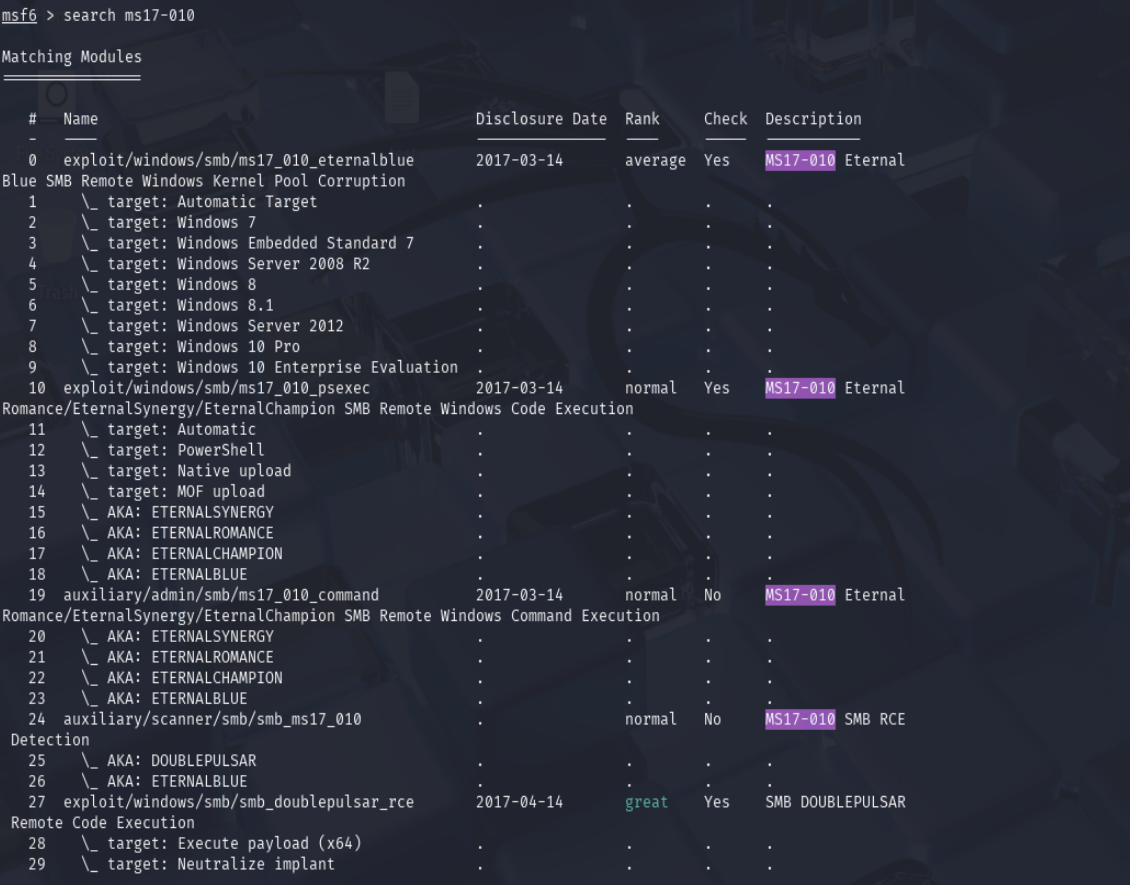 msf6 > search ms17-010
Matching Modules
================
# Name Disclosure Date Rank Check Description
- ---- --------------- ---- ----- -----------
0 exploit/windows/smb/ms17_010_eternalblue 2017-03-14 average Yes MS17-010 Eternal
Blue SMB Remote Windows Kernel Pool Corruption
1 \_ target: Automatic Target . . . .
2 \_ target: Windows 7 . . . .
3 \_ target: Windows Embedded Standard 7 . . . .
4 \_ target: Windows Server 2008 R2 . . . .
5 \_ target: Windows 8 . . . .
6 \_ target: Windows 8.1 . . . .
7 \_ target: Windows Server 2012 . . . .
8 \_ target: Windows 10 Pro . . . .
9 \_ target: Windows 10 Enterprise Evaluation . . . .
10 exploit/windows/smb/ms17_010_psexec 2017-03-14 normal Yes MS17-010 Eternal
Romance/EternalSynergy/EternalChampion SMB Remote Windows Code Execution
11 \_ target: Automatic . . . .
12 \_ target: PowerShell . . . .
13 \_ target: Native upload . . . .
14 \_ target: MOF upload . . . .
15 \_ AKA: ETERNALSYNERGY . . . .
16 \_ AKA: ETERNALROMANCE . . . .
17 \_ AKA: ETERNALCHAMPION . . . .
18 \_ AKA: ETERNALBLUE . . . .
19 auxiliary/admin/smb/ms17_010_command 2017-03-14 normal No MS17-010 Eternal
Romance/EternalSynergy/EternalChampion SMB Remote Windows Command Execution
20 \_ AKA: ETERNALSYNERGY . . . .
21 \_ AKA: ETERNALROMANCE . . . .
22 \_ AKA: ETERNALCHAMPION . . . .
23 \_ AKA: ETERNALBLUE . . . .
24 auxiliary/scanner/smb/smb_ms17_010 . normal No MS17-010 SMB RCE
Detection
25 \_ AKA: DOUBLEPULSAR . . . .
26 \_ AKA: ETERNALBLUE . . . .
27 exploit/windows/smb/smb_doublepulsar_rce 2017-04-14 great Yes SMB DOUBLEPULSAR
Remote Code Execution
28 \_ target: Execute payload (x64) . . . .
29 \_ target: Neutralize implant . . . .